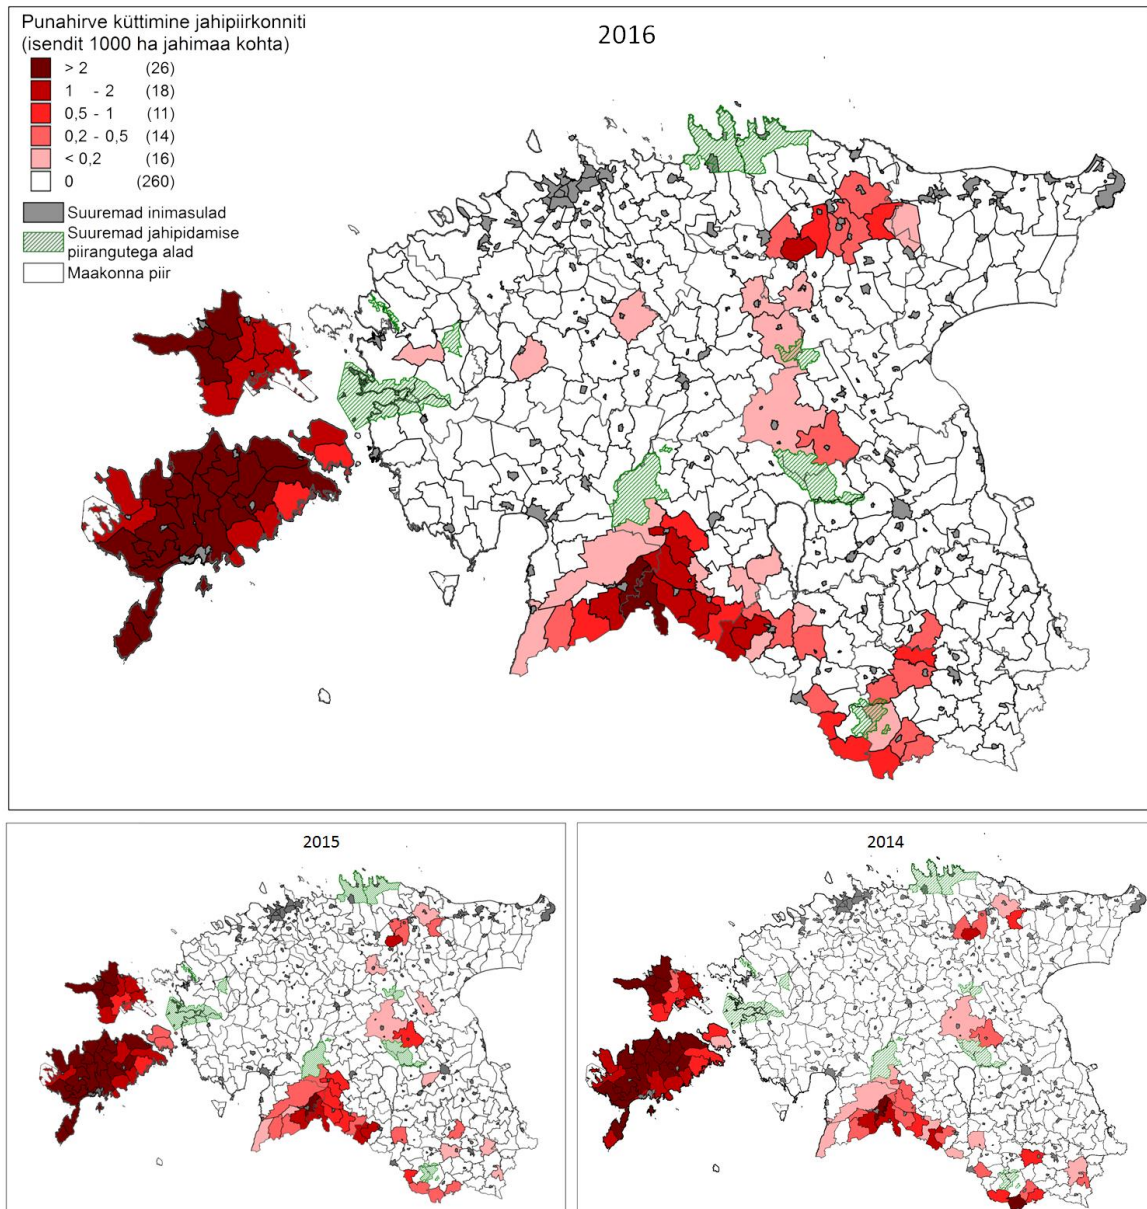 Punahirve küttimine jahipiirkonniti
(isendit 1000 ha jahimaa kohta)
2016
> 2 (26)
1 - 2 (18)
0,5 - 1 (11)
0,2 - 0,5 (14)
< 0,2 (16)
0 (260)
Suuremad inimasulad
Suuremad jahipidamise
piirangutega alad
Maakonna piir
2015
2014